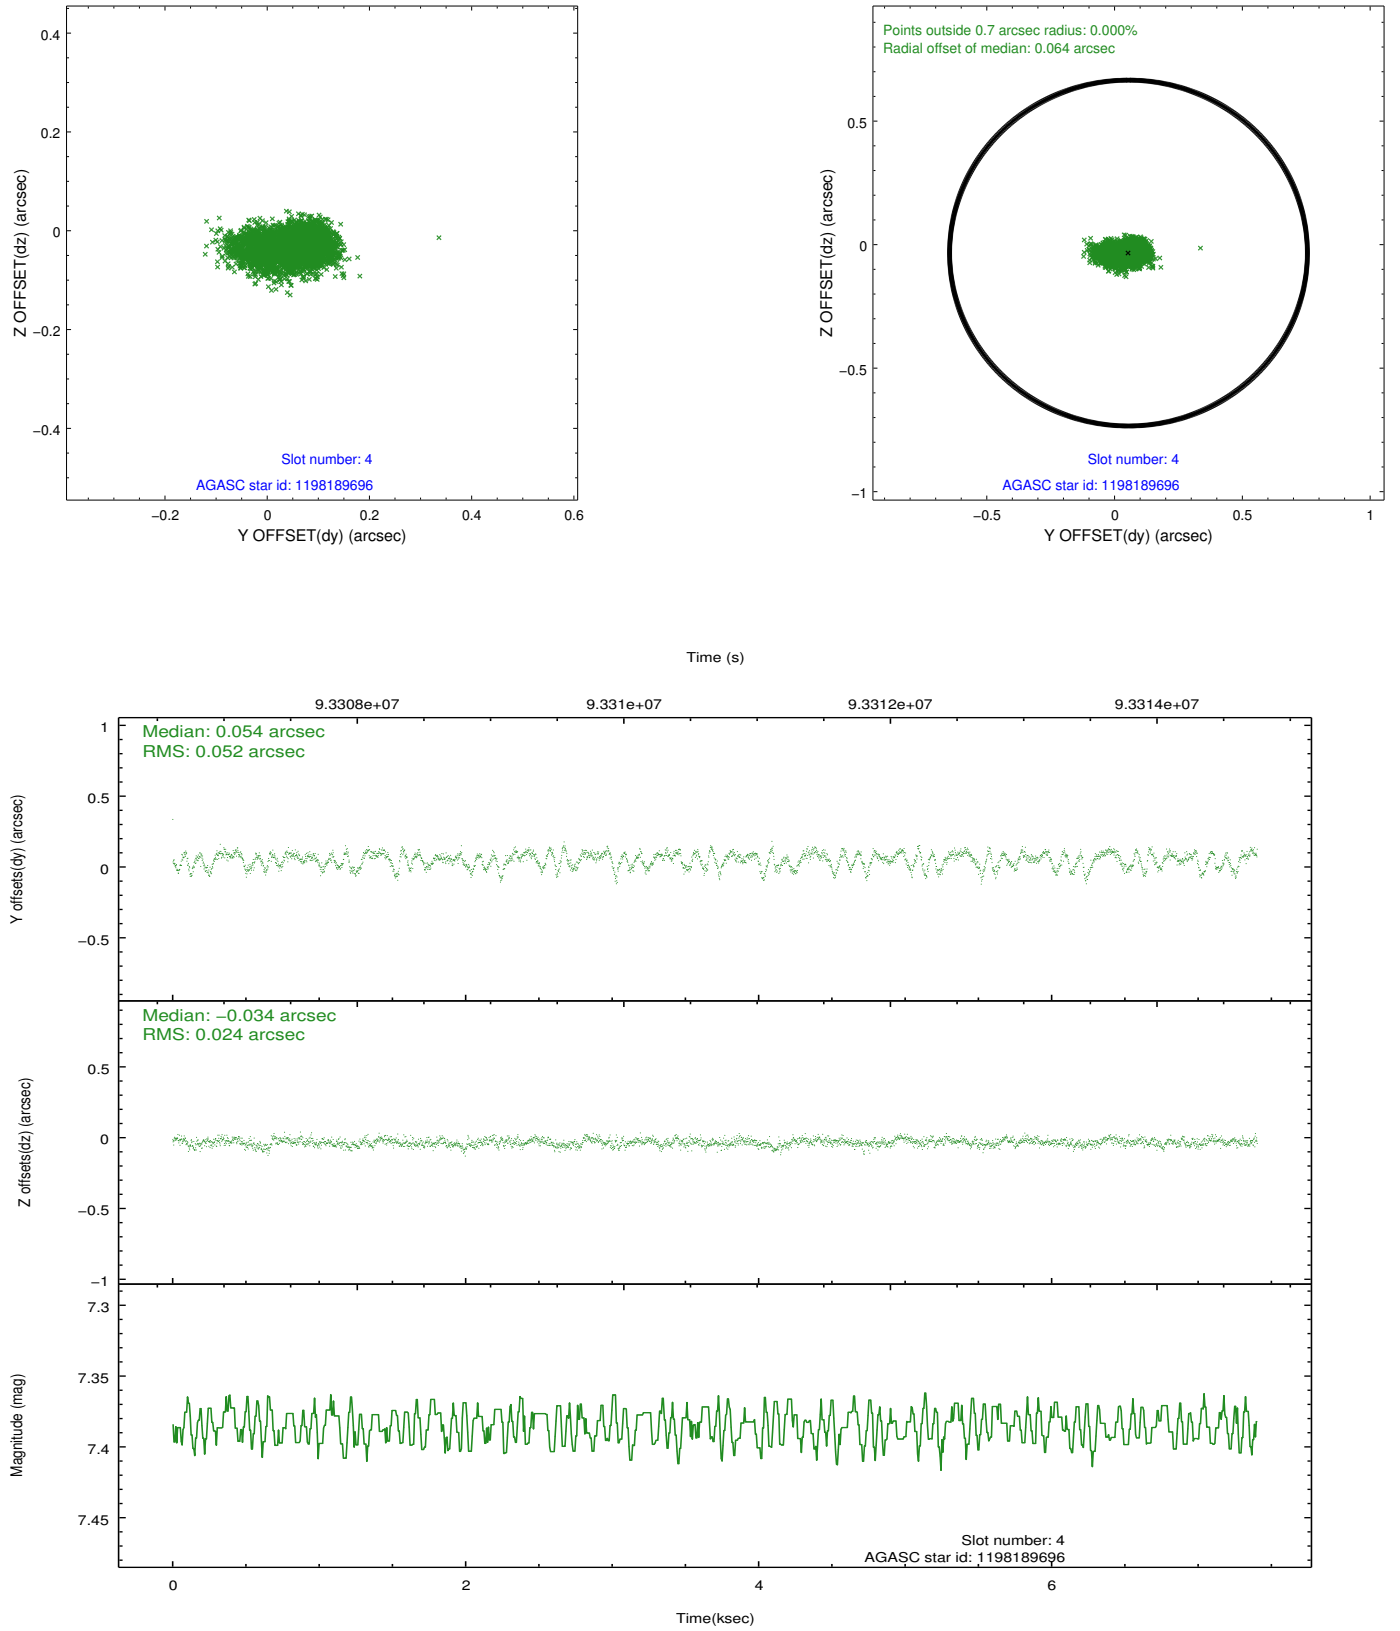 0.4
0.2
0
−0.2
−0.4
Z OFFSET(dz) (arcsec)
Slot number: 4
AGASC star id: 1198189696
−0.2
0
0.2
0.4
0.6
Y OFFSET(dy) (arcsec)
Points outside 0.7 arcsec radius: 0.000%
Radial offset of median: 0.064 arcsec
0.5
0
−0.5
−1
Z OFFSET(dz) (arcsec)
Slot number: 4
AGASC star id: 1198189696
−0.5
0
0.5
1
Y OFFSET(dy) (arcsec)
Time (s)
9.3308e+07
9.331e+07
9.3312e+07
9.3314e+07
Median: 0.054 arcsec
RMS: 0.052 arcsec
1
0.5
0
−0.5
Y offsets(dy) (arcsec)
Median: −0.034 arcsec
RMS: 0.024 arcsec
0.5
0
−0.5
−1
Z offsets(dz) (arcsec)
7.3
7.35
7.4
7.45
Magnitude (mag)
Slot number: 4
AGASC star id: 1198189696
0
2
4
6
Time(ksec)